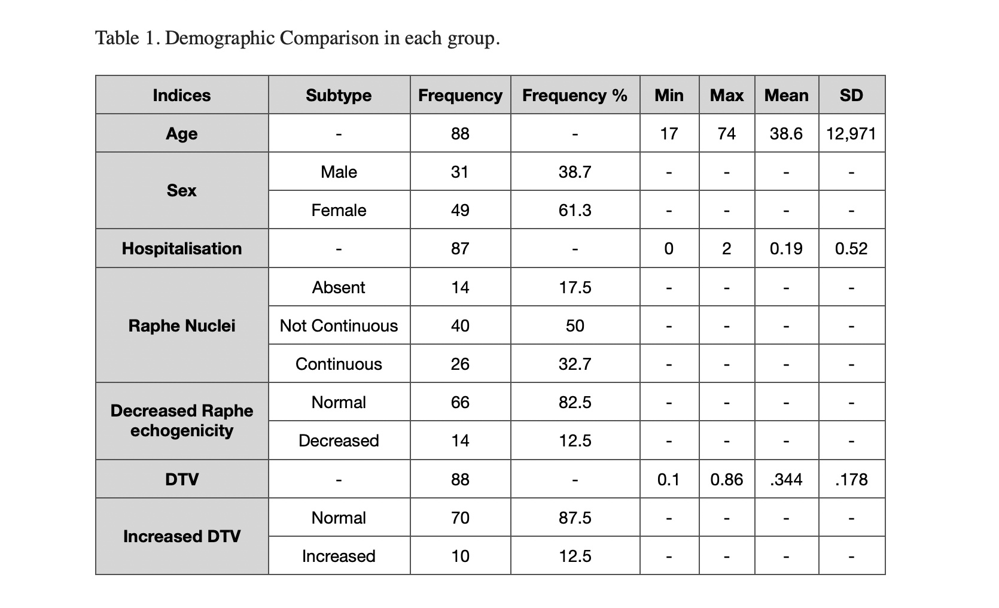 Table 1. Demographic Comparison in each group.
Indices Subtype Frequency Frequency % Min Max Mean SD
Age - 88 - 17 74 38.6 12,971
Sex
Male 31 38.7 - - - -
Female 49 61.3 - - - -
Hospitalisation - 87 - 0 2 0.19 0.52
Raphe Nuclei
Absent 14 17.5 - - - -
Not Continuous 40 50 - - - -
Continuous 26 32.7 - - - -
Decreased Raphe
echogenicity
Normal 66 82.5 - - - -
Decreased 14 12.5 - - - -
DTV - 88 - 0.1 0.86 .344 .178
Increased DTV
Normal 70 87.5 - - - -
Increased 10 12.5 - - - -